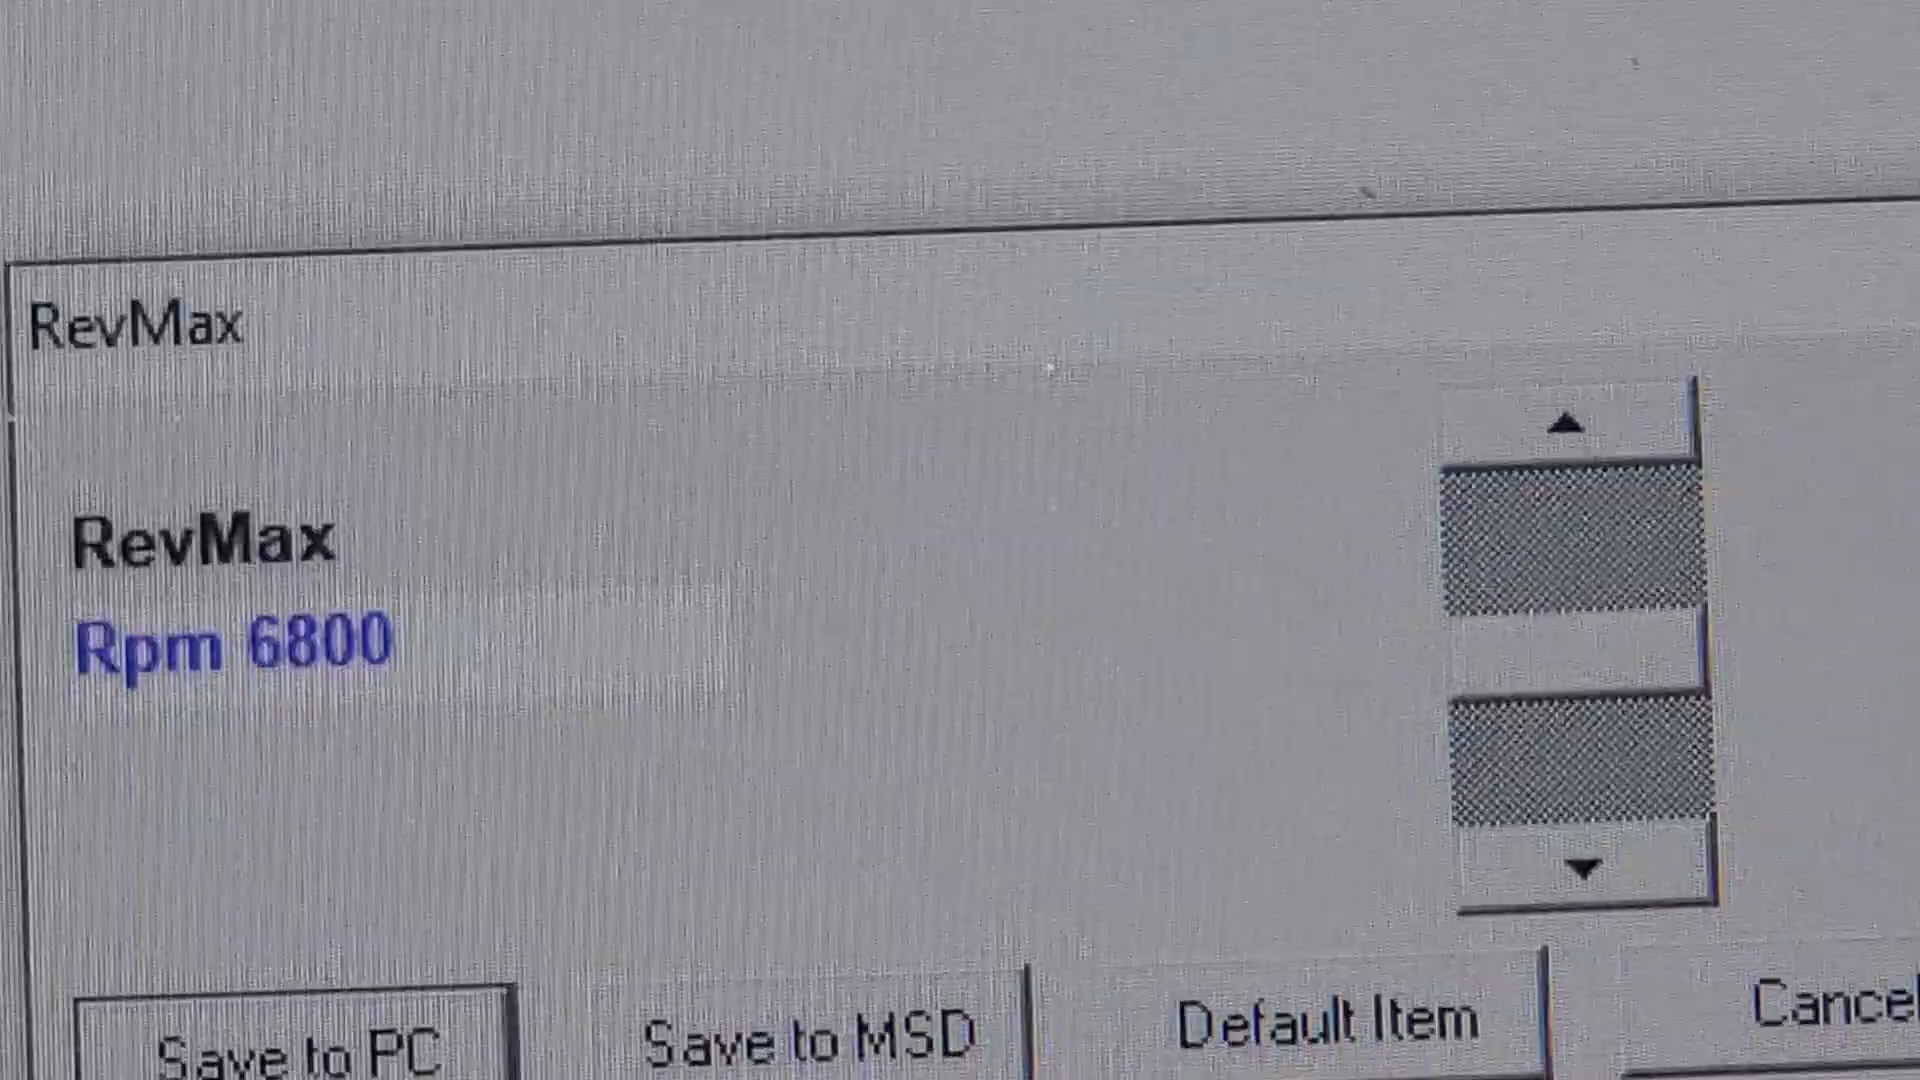 RevMax
RevMax
Rpm 6800
Save to PC
Save to MSD
Default Item
Cancel